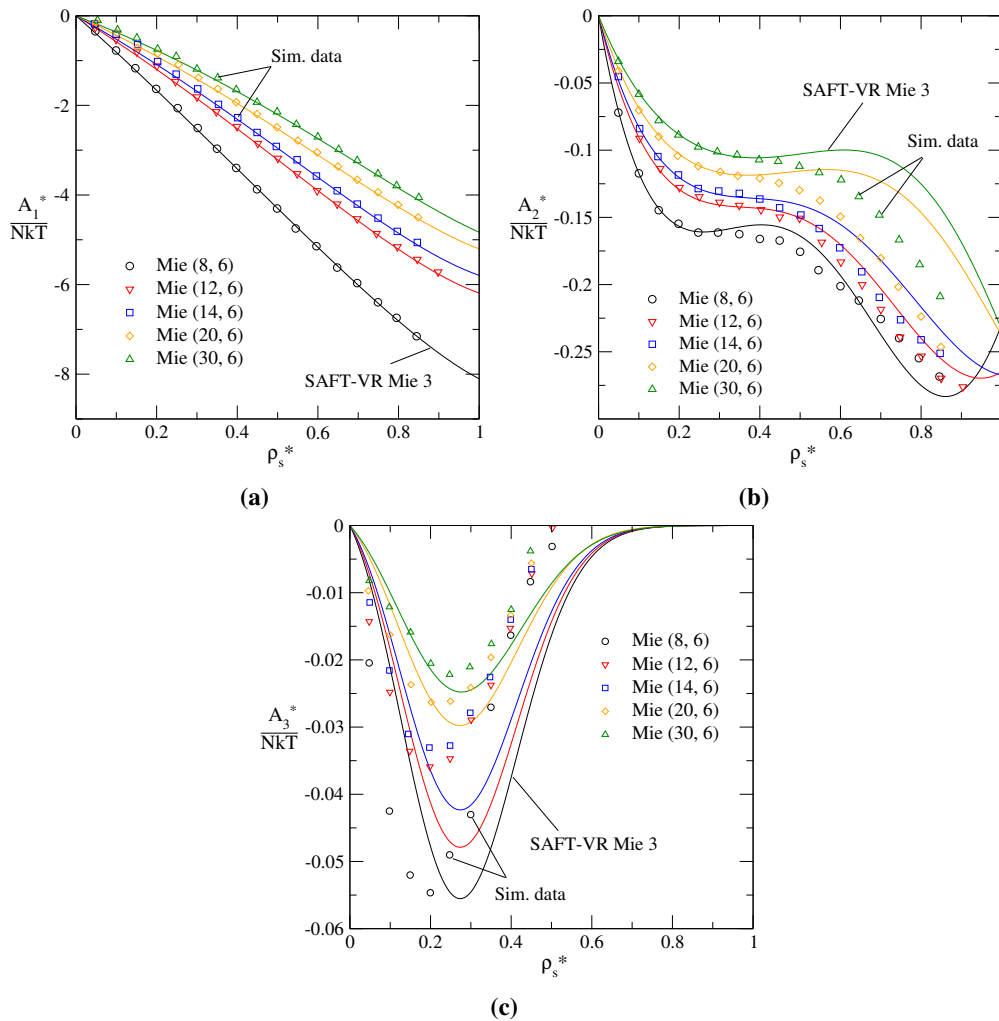 0
-2
-4
-6
-8
A₁*
NkT
Sim. data
Mie (8, 6)
Mie (12, 6)
Mie (14, 6)
Mie (20, 6)
Mie (30, 6)
SAFT-VR Mie 3
0 0.2 0.4 0.6 0.8 1
ρₛ*
(a)
0
-0.05
-0.1
-0.15
-0.2
-0.25
A₂*
NkT
SAFT-VR Mie 3
Sim. data
Mie (8, 6)
Mie (12, 6)
Mie (14, 6)
Mie (20, 6)
Mie (30, 6)
0 0.2 0.4 0.6 0.8
ρₛ*
(b)
0
-0.01
-0.02
-0.03
-0.04
-0.05
-0.06
A₃*
NkT
Mie (8, 6)
Mie (12, 6)
Mie (14, 6)
Mie (20, 6)
Mie (30, 6)
SAFT-VR Mie 3
Sim. data
0 0.2 0.4 0.6 0.8 1
ρₛ*
(c)